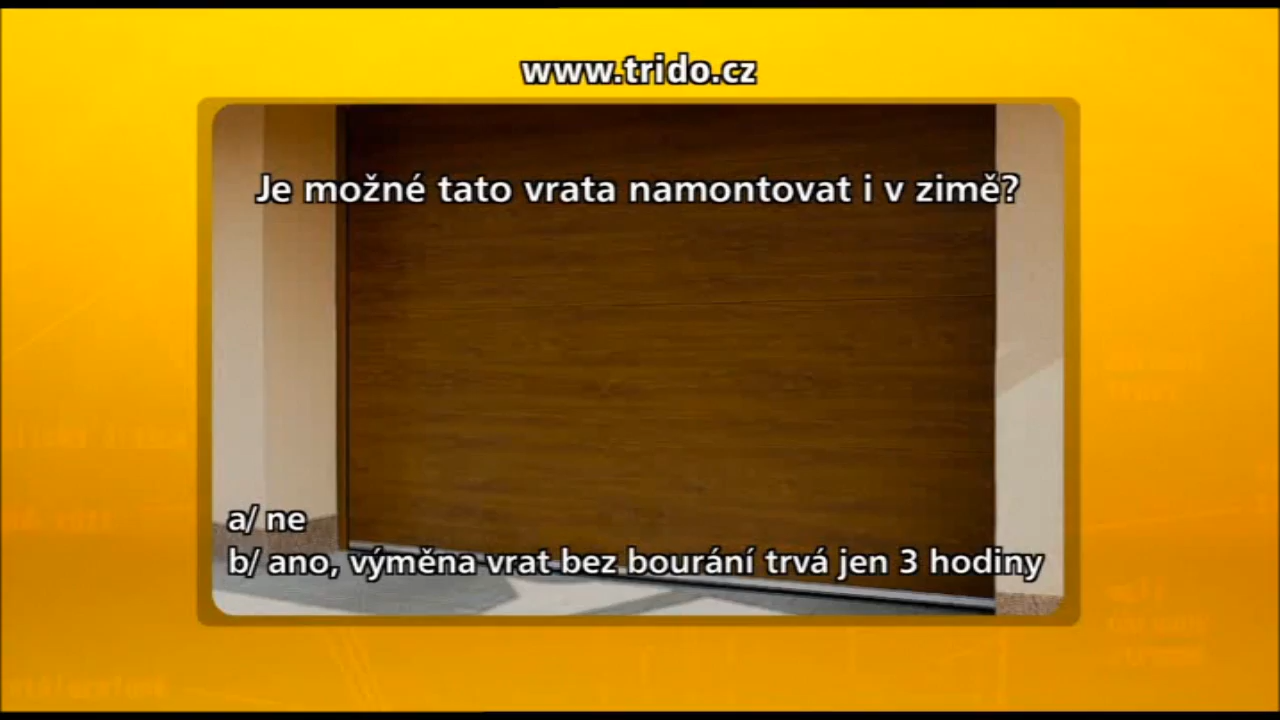 www.trido.cz
Je možné tato vrata namontovat i v zimě?
a/ ne
b/ ano, výměna vrat bez bourání trvá jen 3 hodiny